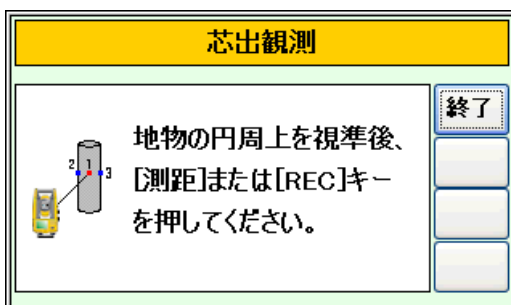 芯出観測
終了
地物の円周上を視準後、
[測距]または[REC]キー
を押してください。
2 1 3